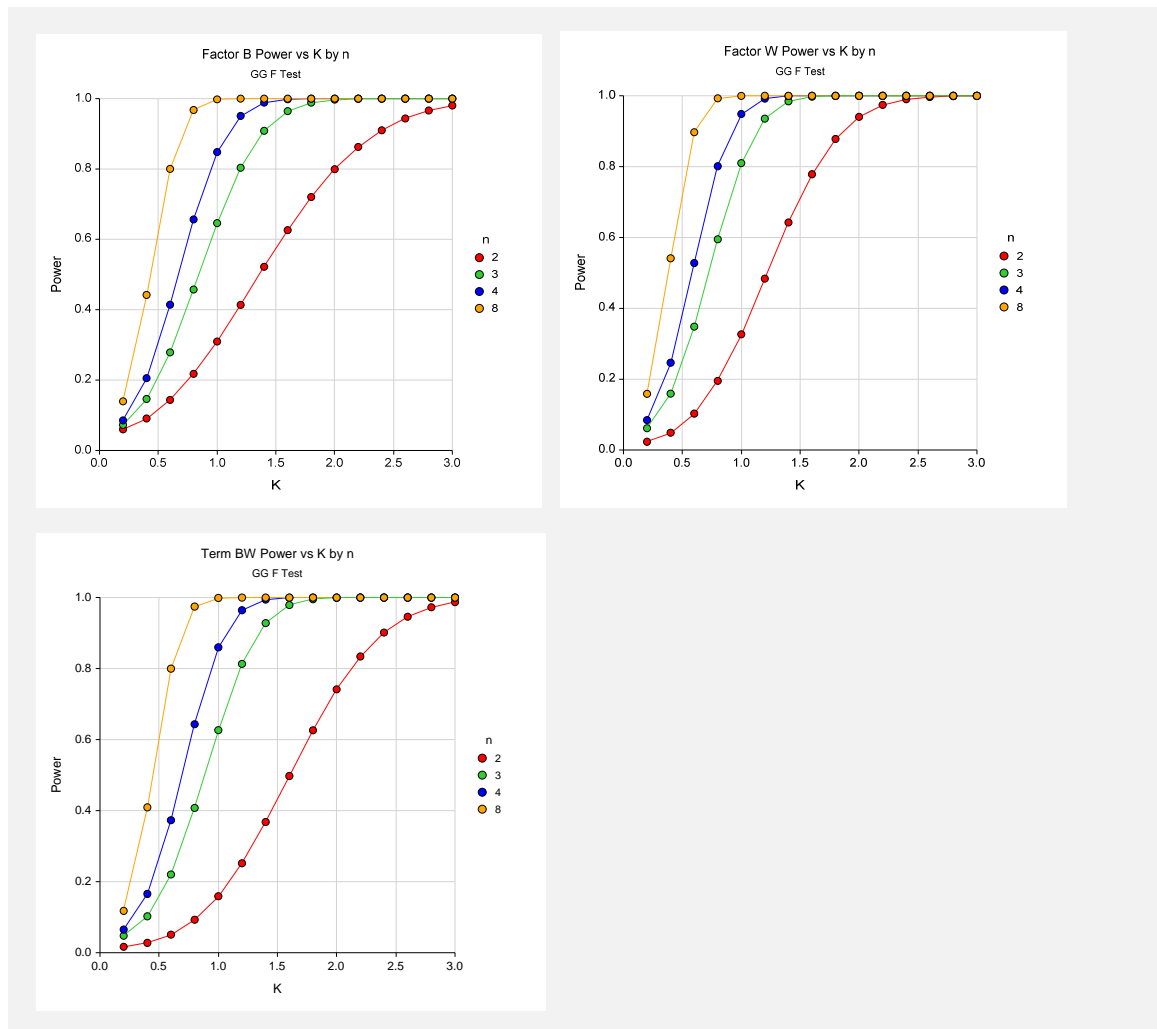 Factor B Power vs K by n
GG F Test
1.0
0.8
0.6
0.4
0.2
0.0
Power
0.0 0.5 1.0 1.5 2.0 2.5 3.0
K
n
2
3
4
8
Factor W Power vs K by n
GG F Test
1.0
0.8
0.6
0.4
0.2
0.0
Power
0.0 0.5 1.0 1.5 2.0 2.5 3.0
K
n
2
3
4
8
Term BW Power vs K by n
GG F Test
1.0
0.8
0.6
0.4
0.2
0.0
Power
0.0 0.5 1.0 1.5 2.0 2.5 3.0
K
n
2
3
4
8